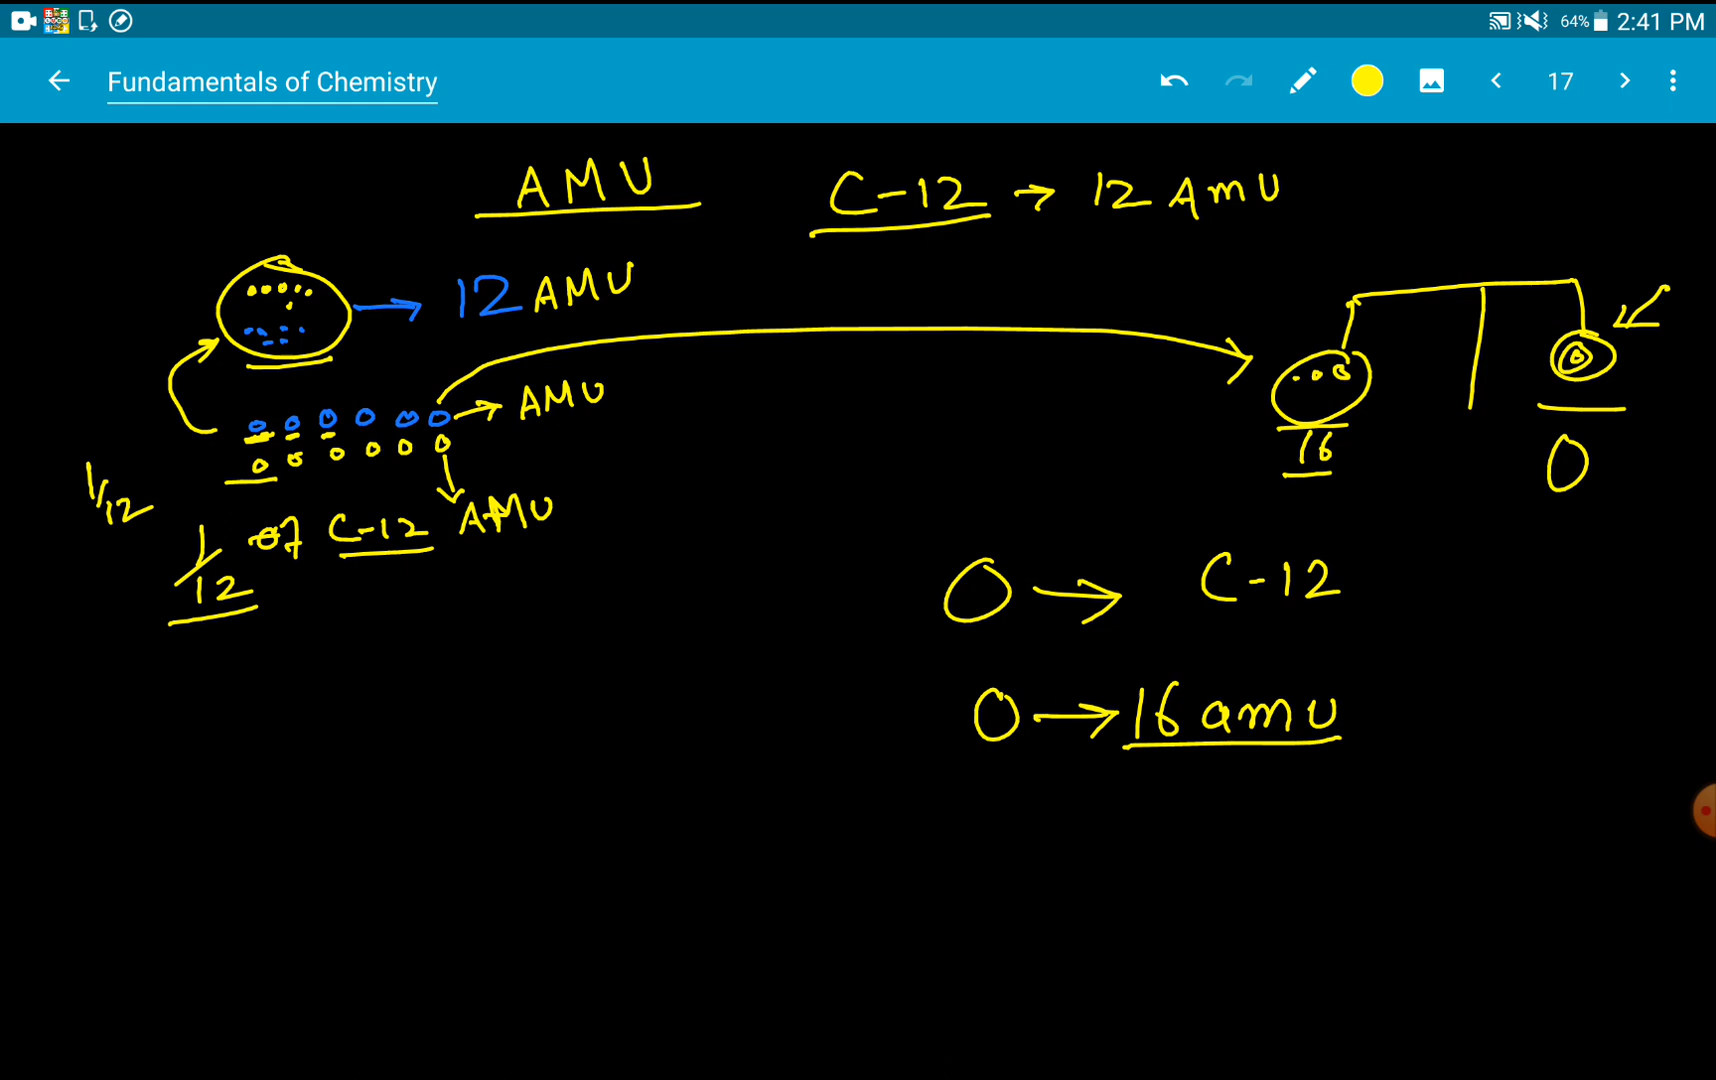 64% 2:41 PM
Fundamentals of Chemistry 17
AMU C-12 → 12 AmU
12 AMU
AMU
1/12
1/12 of C-12 AMU
16 O
O → C-12
O → 16 amu